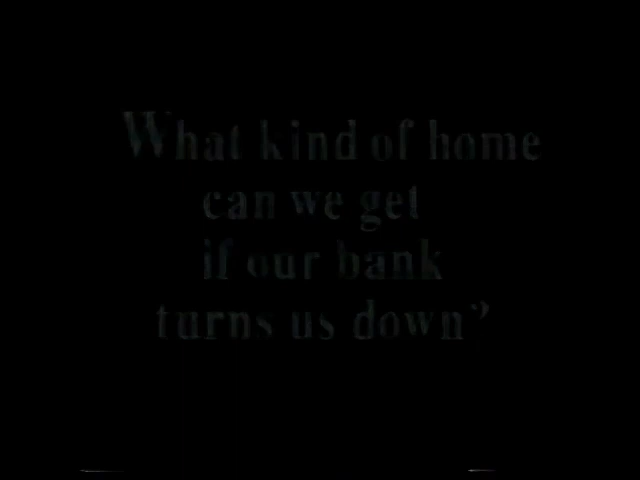 What kind of home
can we get
if our bank
turns us down?